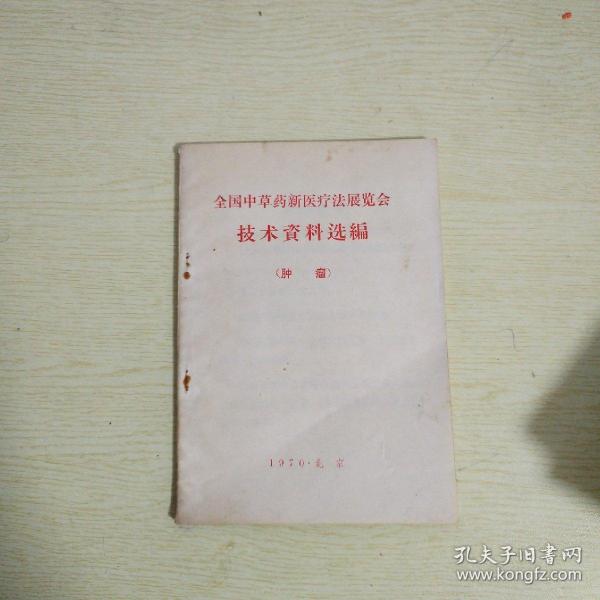 全国中草药新医疗法展览会
技术資料选編
（肿 瘤）
1970·北京
孔夫子旧书网
www.kongfz.com